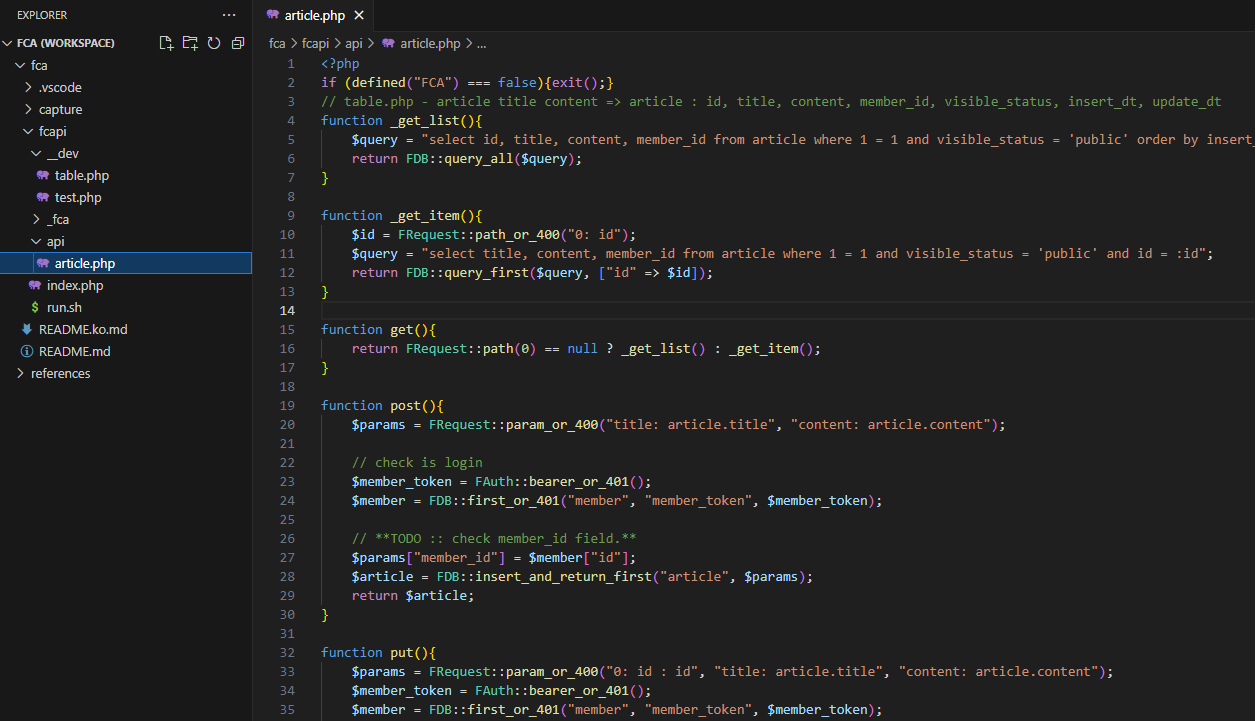 EXPLORER
FCA (WORKSPACE)
fca
.vscode
capture
fcapi
__dev
table.php
test.php
_fca
api
article.php
index.php
$ run.sh
README.ko.md
README.md
references
article.php
fca > fcapi > api > article.php > ...
1 <?php
2 if (defined("FCA") === false){exit();}
3 // table.php - article title content => article : id, title, content, member_id, visible_status, insert_dt, update_dt
4 function _get_list(){
5 $query = "select id, title, content, member_id from article where 1 = 1 and visible_status = 'public' order by insert_
6 return FDB::query_all($query);
7 }
8
9 function _get_item(){
10 $id = FRequest::path_or_400("0: id");
11 $query = "select title, content, member_id from article where 1 = 1 and visible_status = 'public' and id = :id";
12 return FDB::query_first($query, ["id" => $id]);
13 }
14
15 function get(){
16 return FRequest::path(0) == null ? _get_list() : _get_item();
17 }
18
19 function post(){
20 $params = FRequest::param_or_400("title: article.title", "content: article.content");
21
22 // check is login
23 $member_token = FAuth::bearer_or_401();
24 $member = FDB::first_or_401("member", "member_token", $member_token);
25
26 // **TODO :: check member_id field.**
27 $params["member_id"] = $member["id"];
28 $article = FDB::insert_and_return_first("article", $params);
29 return $article;
30 }
31
32 function put(){
33 $params = FRequest::param_or_400("0: id : id", "title: article.title", "content: article.content");
34 $member_token = FAuth::bearer_or_401();
35 $member = FDB::first_or_401("member", "member_token", $member_token);